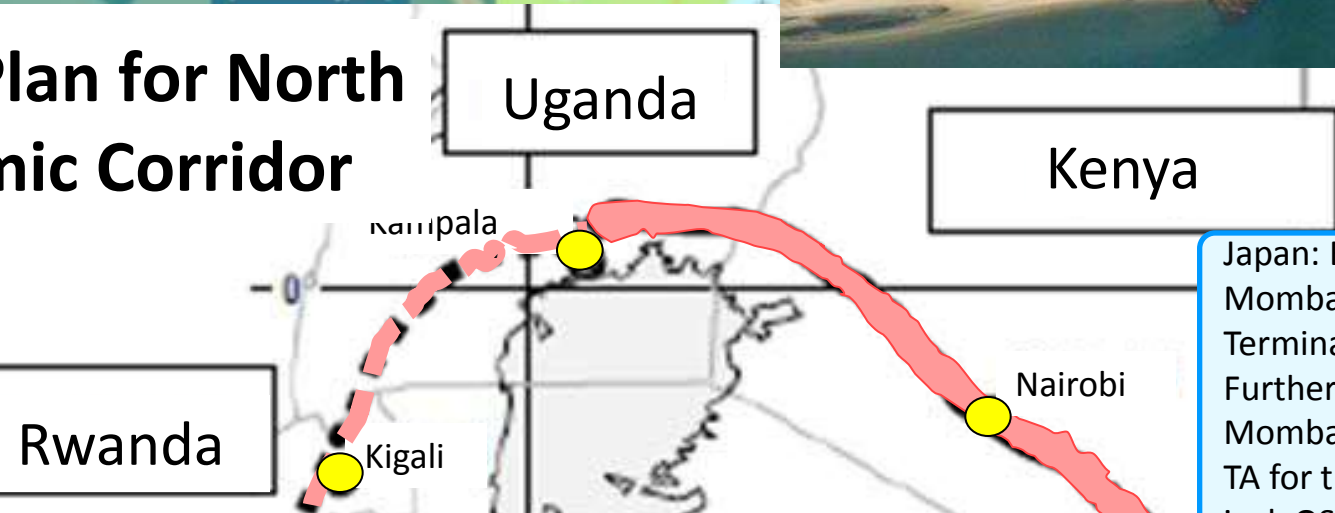 Plan for North
mic Corridor
Uganda
Kenya
Kampala
0°
Japan:
Momba
Termina
Further
Momba
TA for t
Nairobi
Rwanda
Kigali